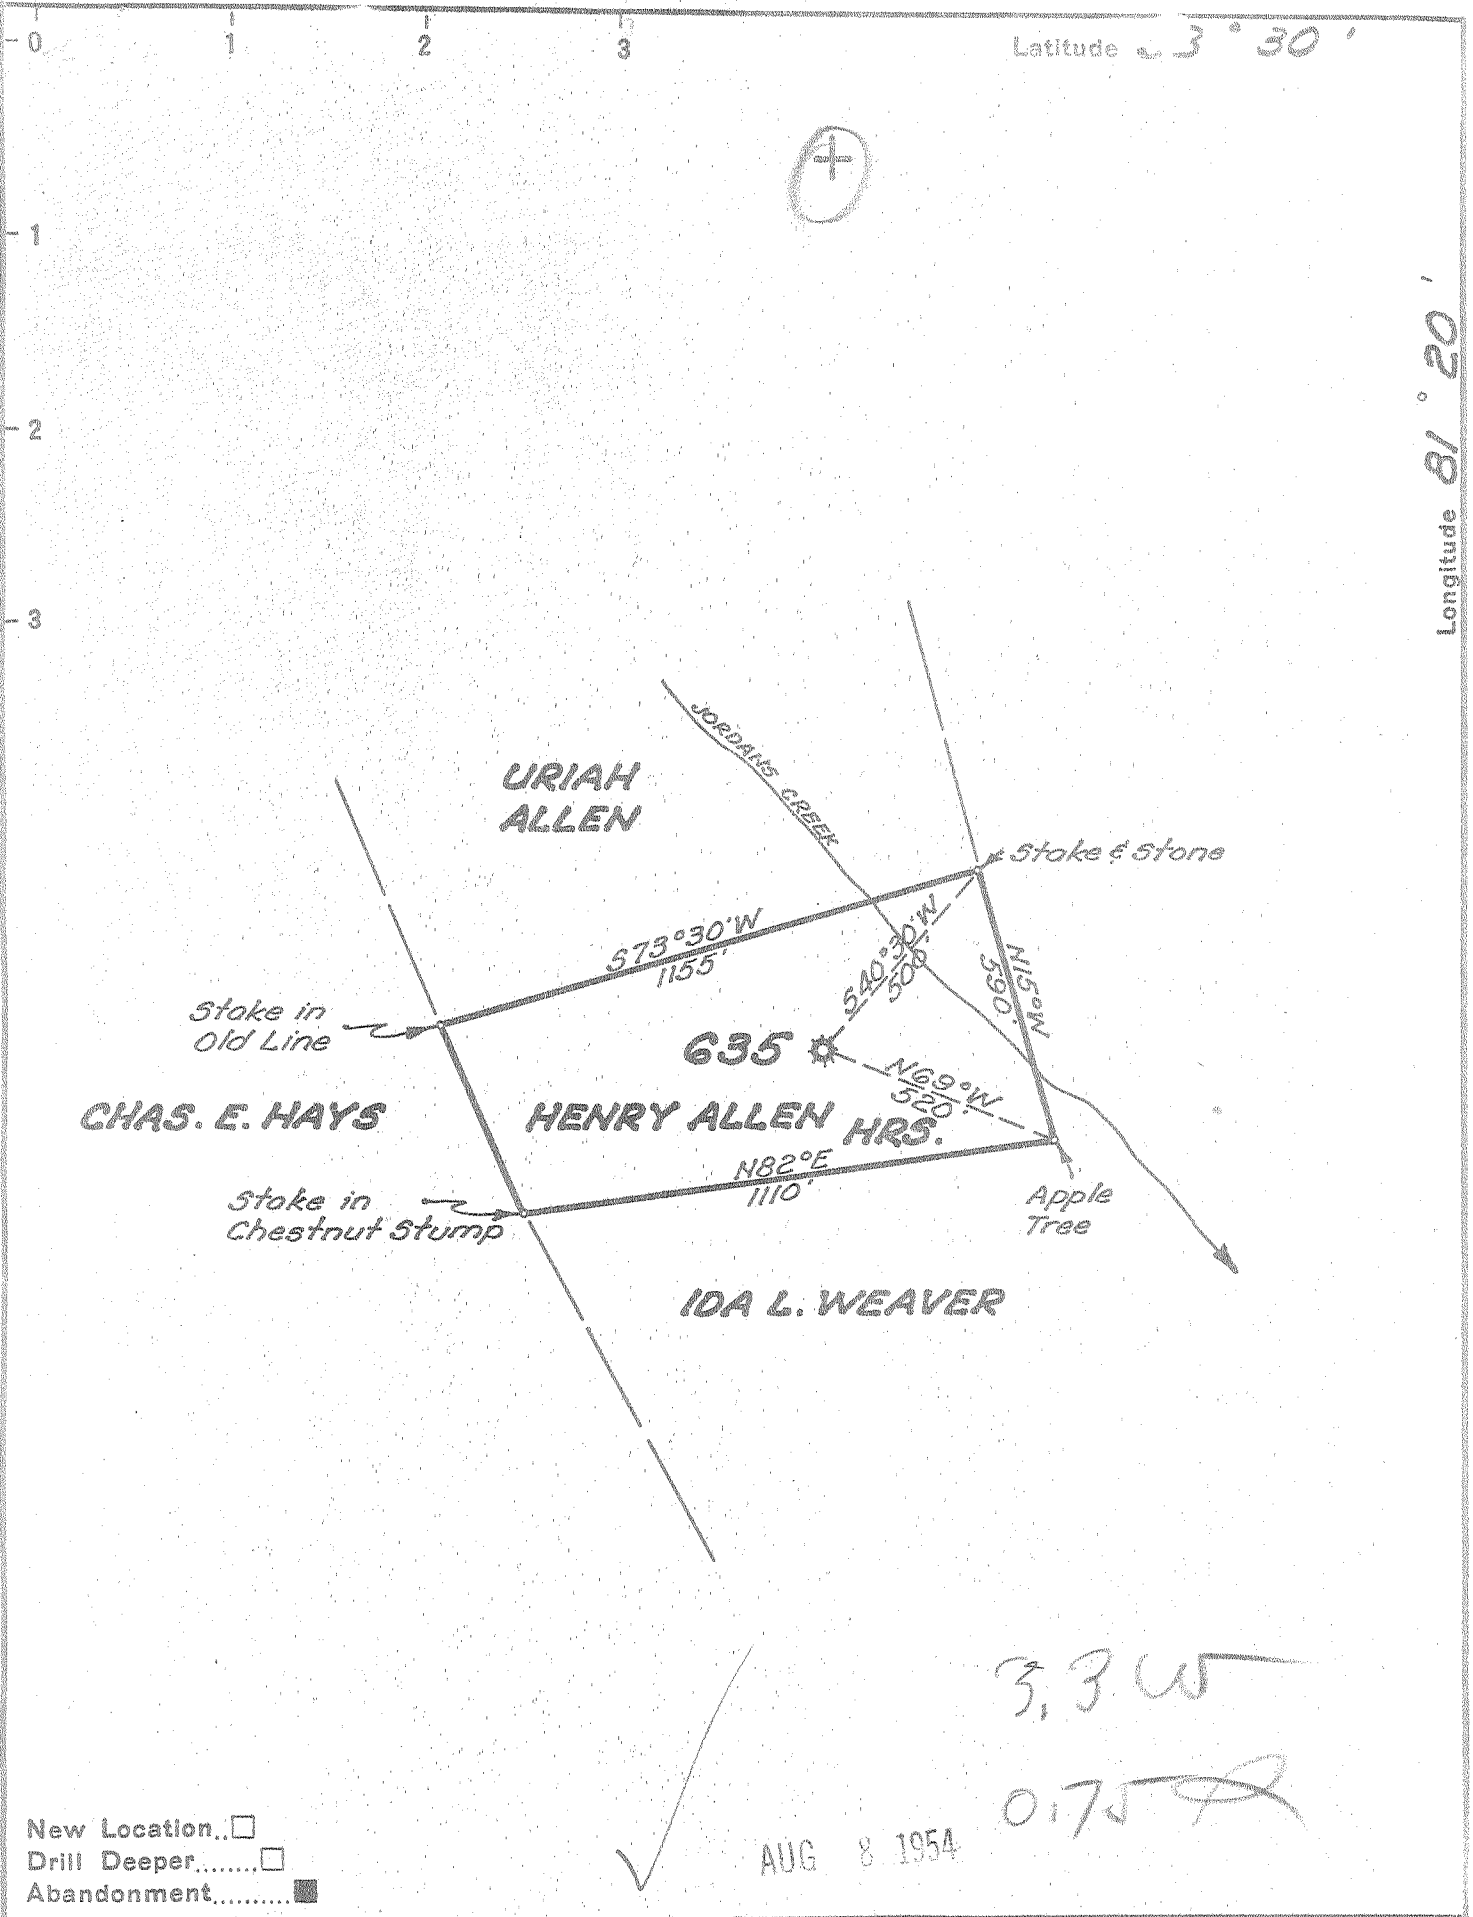 0 1 2 3
Latitude 3° 30'
1
2
3
Longitude 81° 20'
+
JORDANS CREEK
URIAH
ALLEN
Stake & Stone
S73°30'W
1155'
S40°30'W
500'
N15°W
590'
Stake in
Old Line
635
N69°W
520'
CHAS. E. HAYS
HENRY ALLEN HRS.
N82°E
1110'
Stake in
Chestnut Stump
Apple
Tree
IDA L. WEAVER
3.3 W
0.75
New Location..
Drill Deeper........
Abandonment..........
AUG 8 1954